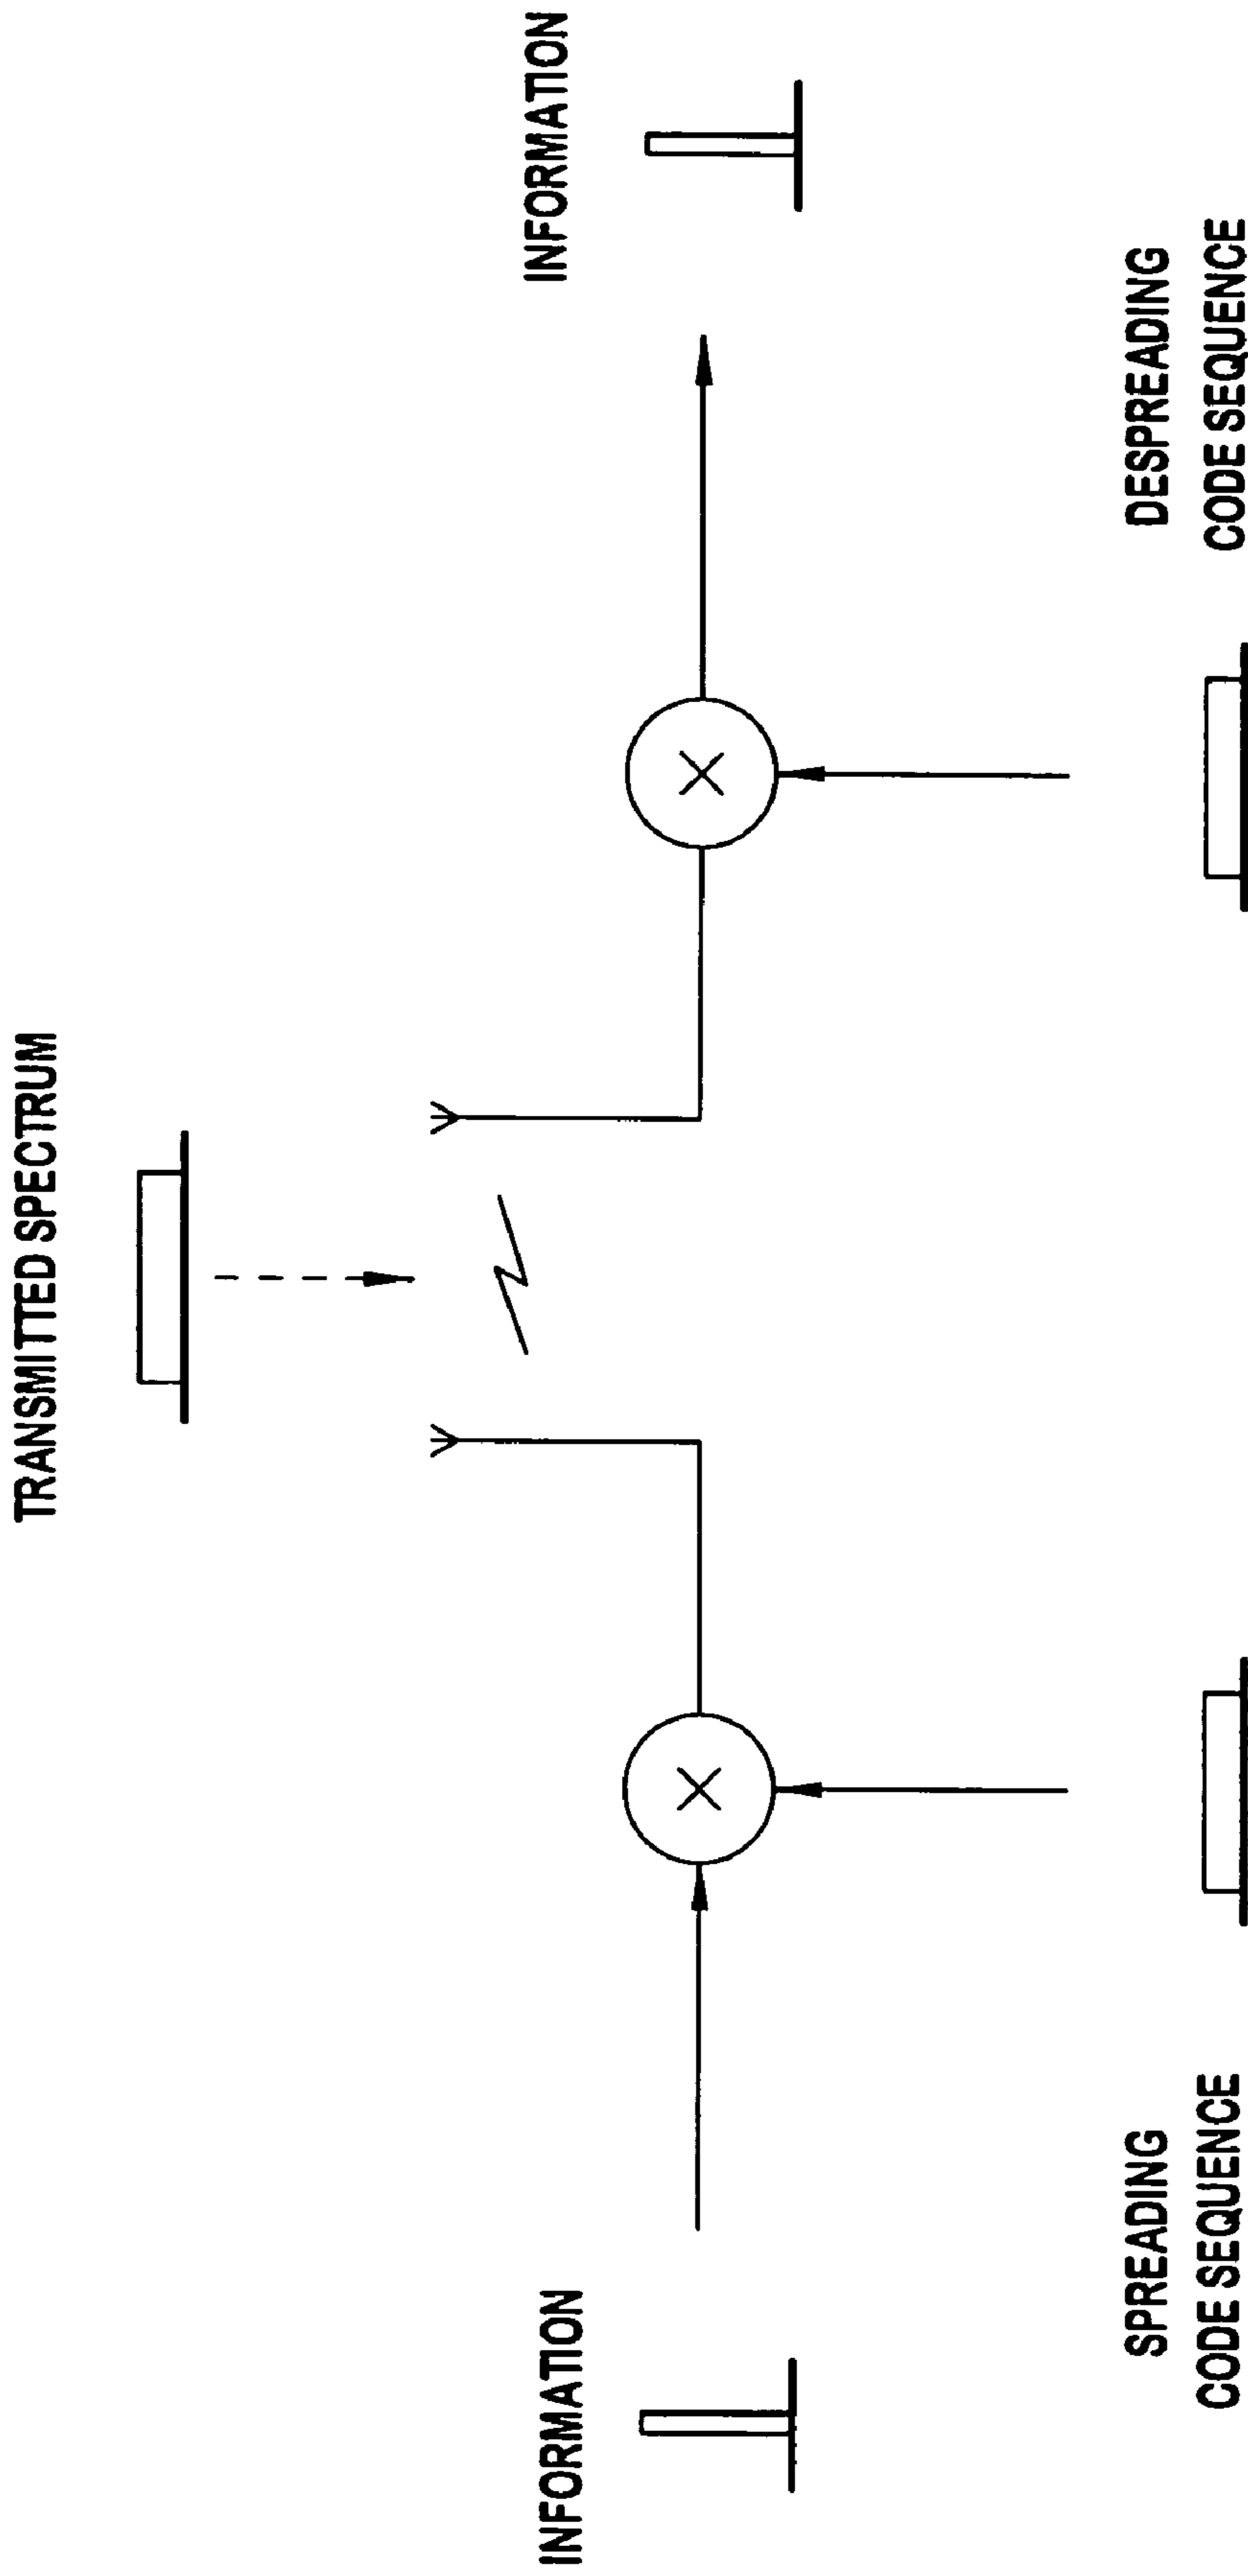 TRANSMITTED SPECTRUM
INFORMATION
INFORMATION
SPREADING
CODE SEQUENCE
DESPREADING
CODE SEQUENCE